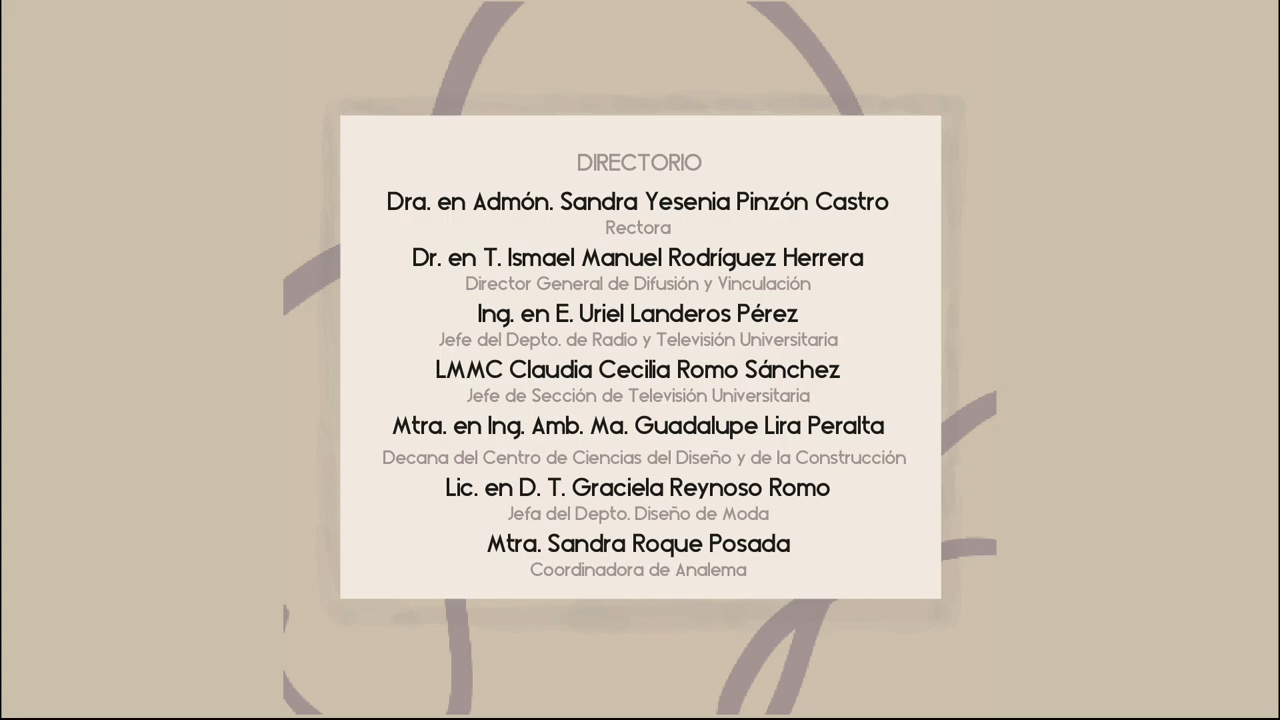 DIRECTORIO
Dra. en Admón. Sandra Yesenia Pinzón Castro
Rectora
Dr. en T. Ismael Manuel Rodríguez Herrera
Director General de Difusión y Vinculación
Ing. en E. Uriel Landeros Pérez
Jefe del Depto. de Radio y Televisión Universitaria
LMMC Claudia Cecilia Romo Sánchez
Jefe de Sección de Televisión Universitaria
Mtra. en Ing. Amb. Ma. Guadalupe Lira Peralta
Decana del Centro de Ciencias del Diseño y de la Construcción
Lic. en D. T. Graciela Reynoso Romo
Jefa del Depto. Diseño de Moda
Mtra. Sandra Roque Posada
Coordinadora de Analema